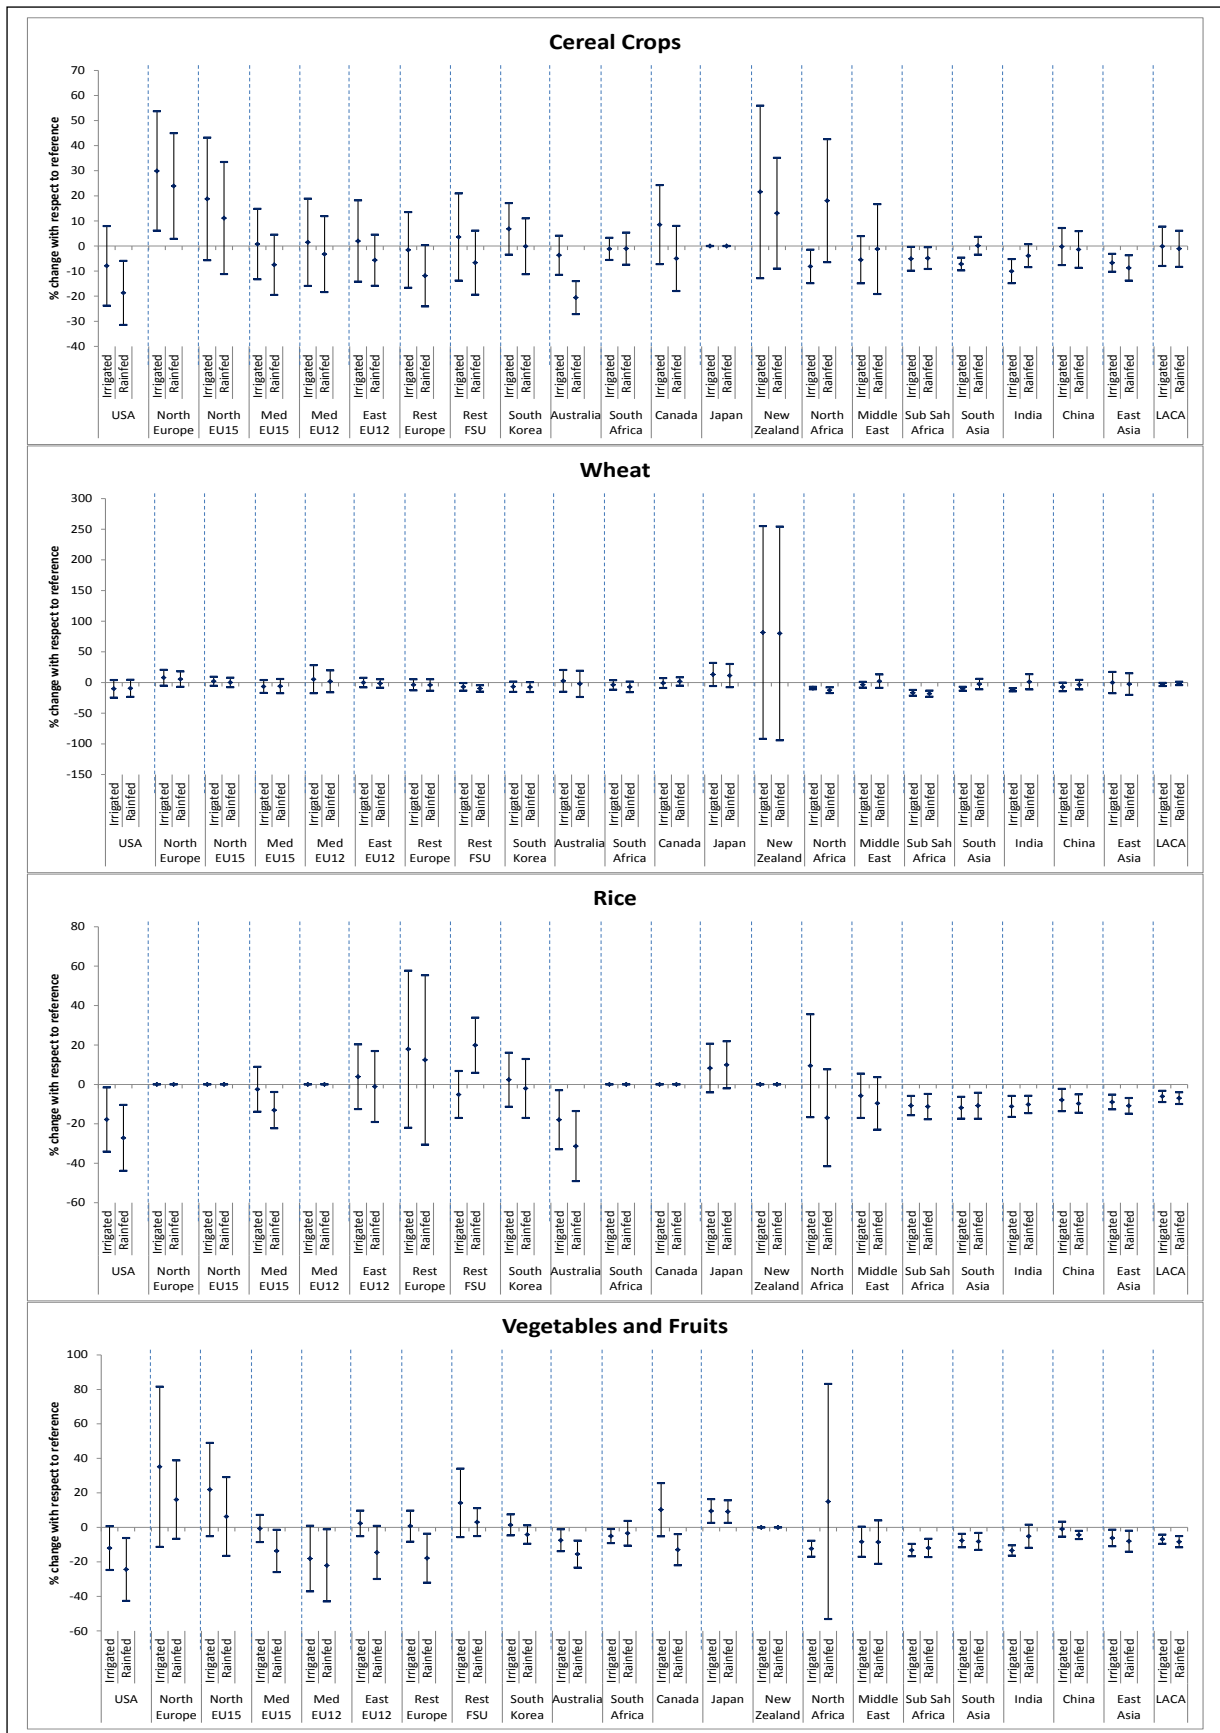 Cereal Crops
% change with respect to reference
70
60
50
40
30
20
10
0
-10
-20
-30
-40
Irrigated Rainfed Irrigated Rainfed Irrigated Rainfed Irrigated Rainfed Irrigated Rainfed Irrigated Rainfed Irrigated Rainfed Irrigated Rainfed Irrigated Rainfed Irrigated Rainfed Irrigated Rainfed Irrigated Rainfed Irrigated Rainfed Irrigated Rainfed Irrigated Rainfed Irrigated Rainfed Irrigated Rainfed Irrigated Rainfed Irrigated Rainfed Irrigated Rainfed Irrigated Rainfed Irrigated Rainfed
USA North North Med Med East Rest Rest South Australia South Canada Japan New North Middle Sub Sah South India China East LACA
Europe EU15 EU15 EU12 EU12 Europe FSU Korea Africa Zealand Africa East Africa Asia Asia
Wheat
% change with respect to reference
300
250
200
150
100
50
0
-50
-100
-150
Irrigated Rainfed Irrigated Rainfed Irrigated Rainfed Irrigated Rainfed Irrigated Rainfed Irrigated Rainfed Irrigated Rainfed Irrigated Rainfed Irrigated Rainfed Irrigated Rainfed Irrigated Rainfed Irrigated Rainfed Irrigated Rainfed Irrigated Rainfed Irrigated Rainfed Irrigated Rainfed Irrigated Rainfed Irrigated Rainfed Irrigated Rainfed Irrigated Rainfed Irrigated Rainfed Irrigated Rainfed
USA North North Med Med East Rest Rest South Australia South Canada Japan New North Middle Sub Sah South India China East LACA
Europe EU15 EU15 EU12 EU12 Europe FSU Korea Africa Zealand Africa East Africa Asia Asia
Rice
% change with respect to reference
80
60
40
20
0
-20
-40
-60
Irrigated Rainfed Irrigated Rainfed Irrigated Rainfed Irrigated Rainfed Irrigated Rainfed Irrigated Rainfed Irrigated Rainfed Irrigated Rainfed Irrigated Rainfed Irrigated Rainfed Irrigated Rainfed Irrigated Rainfed Irrigated Rainfed Irrigated Rainfed Irrigated Rainfed Irrigated Rainfed Irrigated Rainfed Irrigated Rainfed Irrigated Rainfed Irrigated Rainfed Irrigated Rainfed Irrigated Rainfed
USA North North Med Med East Rest Rest South Australia South Canada Japan New North Middle Sub Sah South India China East LACA
Europe EU15 EU15 EU12 EU12 Europe FSU Korea Africa Zealand Africa East Africa Asia Asia
Vegetables and Fruits
% change with respect to reference
100
80
60
40
20
0
-20
-40
-60
Irrigated Rainfed Irrigated Rainfed Irrigated Rainfed Irrigated Rainfed Irrigated Rainfed Irrigated Rainfed Irrigated Rainfed Irrigated Rainfed Irrigated Rainfed Irrigated Rainfed Irrigated Rainfed Irrigated Rainfed Irrigated Rainfed Irrigated Rainfed Irrigated Rainfed Irrigated Rainfed Irrigated Rainfed Irrigated Rainfed Irrigated Rainfed Irrigated Rainfed Irrigated Rainfed Irrigated Rainfed
USA North North Med Med East Rest Rest South Australia South Canada Japan New North Middle Sub Sah South India China East LACA
Europe EU15 EU15 EU12 EU12 Europe FSU Korea Africa Zealand Africa East Africa Asia Asia